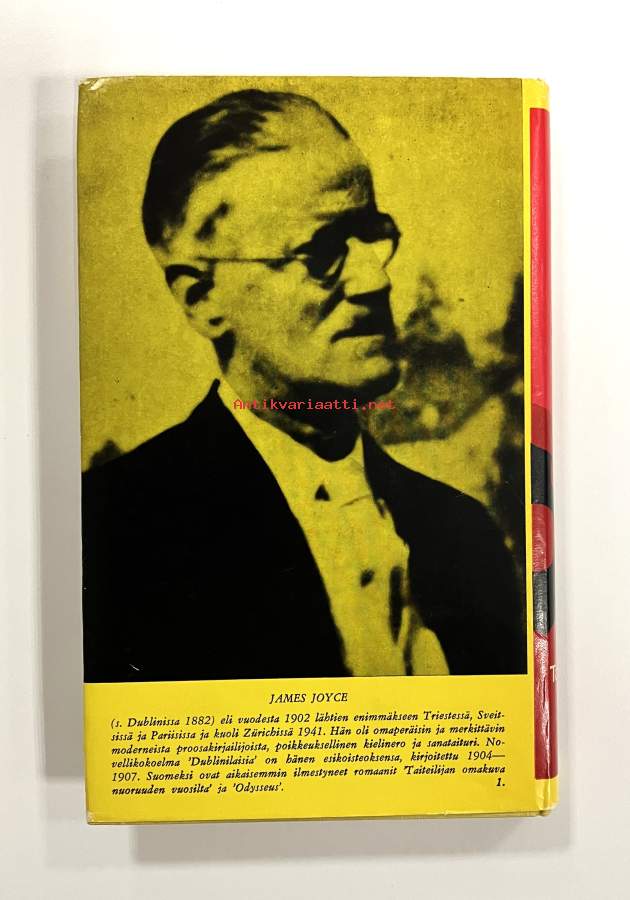 Antikvariaatti.net
JAMES JOYCE
(s. Dublinissa 1882) eli vuodesta 1902 lähtien enimmäkseen Triestessä, Sveit-
sissä ja Pariisissa ja kuoli Zürichissä 1941. Hän oli omaperäisin ja merkittävin
moderneista proosakirjailijoista, poikkeuksellinen kielinero ja sanataituri. No-
vellikokoelma 'Dublinilaisia' on hänen esikoisteoksensa, kirjoitettu 1904—
1907. Suomeksi ovat aikaisemmin ilmestyneet romaanit 'Taiteilijan omakuva
nuoruuden vuosilta' ja 'Odysseus'.
1.